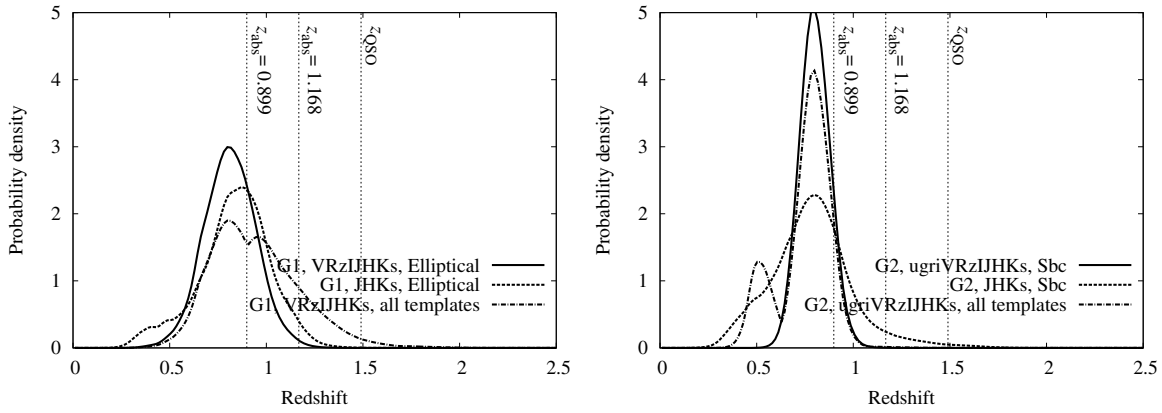 5
4
3
2
1
0
0
0.5
1
1.5
2
2.5
Probability density
Redshift
z_abs = 0.899
z_abs = 1.168
z_QSO
G1, VRzIJHKs, Elliptical
G1, JHKs, Elliptical
G1, VRzIJHKs, all templates
5
4
3
2
1
0
0
0.5
1
1.5
2
2.5
Probability density
Redshift
z_abs = 0.899
z_abs = 1.168
z_QSO
G2, ugriVRzIJHKs, Sbc
G2, JHKs, Sbc
G2, ugriVRzIJHKs, all templates